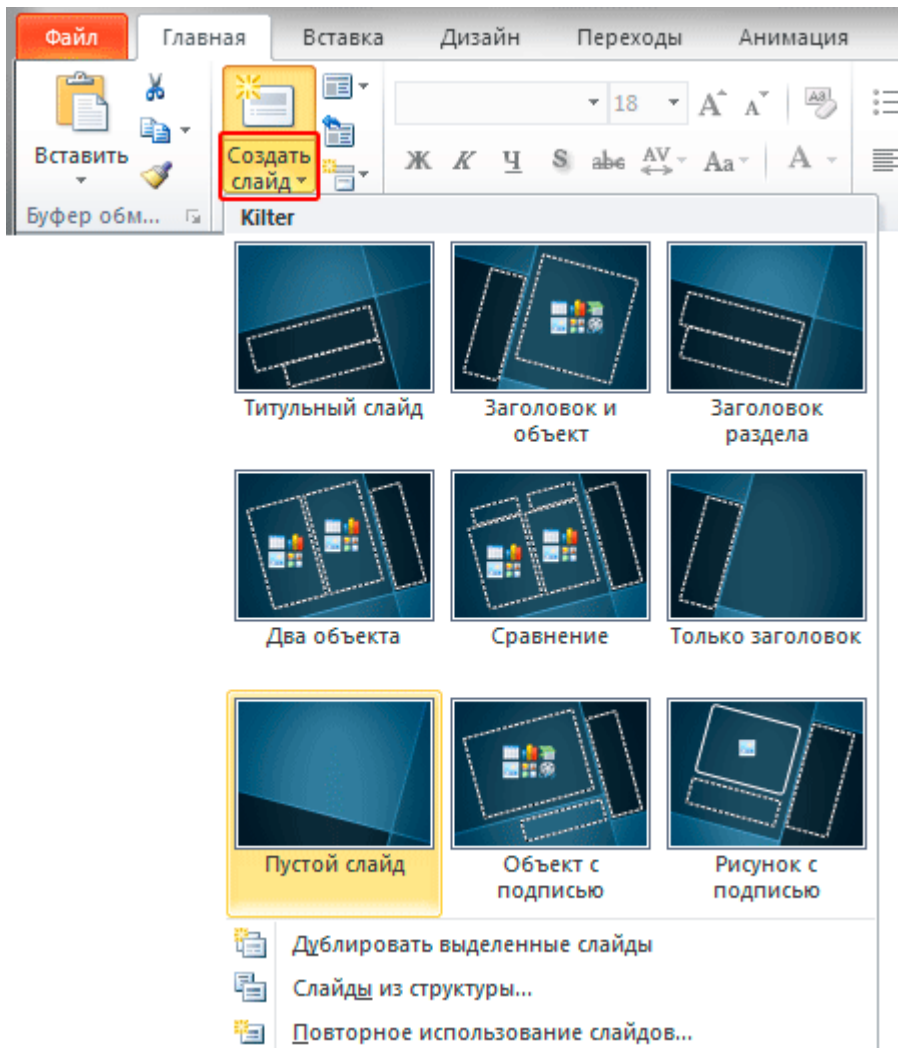 Файл Главная Вставка Дизайн Переходы Анимация
Вставить
Создать
слайд
18 A A Aa
Ж К Ч S abc AV Aa A
Буфер обм...
Kilter
Титульный слайд
Заголовок и
объект
Заголовок
раздела
Два объекта
Сравнение
Только заголовок
Пустой слайд
Объект с
подписью
Рисунок с
подписью
Дублировать выделенные слайды
Слайды из структуры...
Повторное использование слайдов...